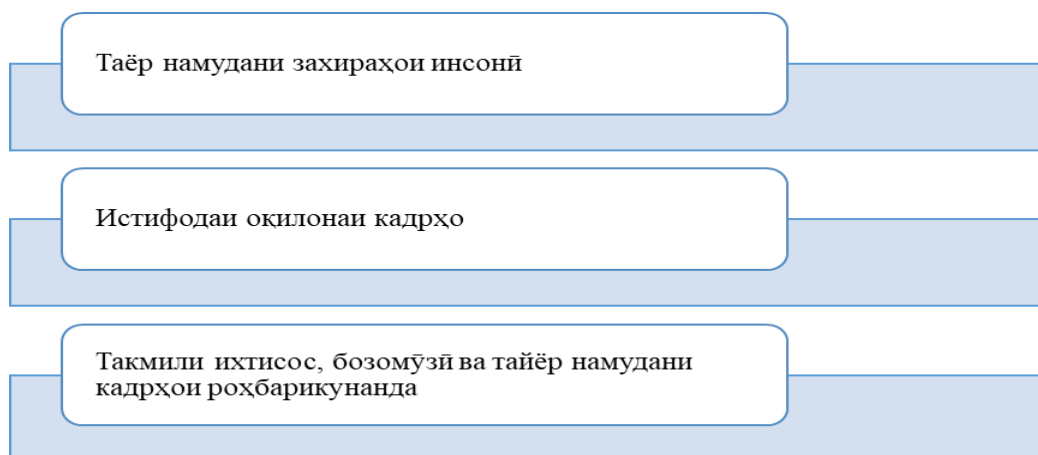 Таёр намудани захираҳои инсонӣ
Истифодаи оқилонаи кадрҳо
Такмили ихтисос, бозомӯзӣ ва тайёр намудани
кадрҳои роҳбарикунанда